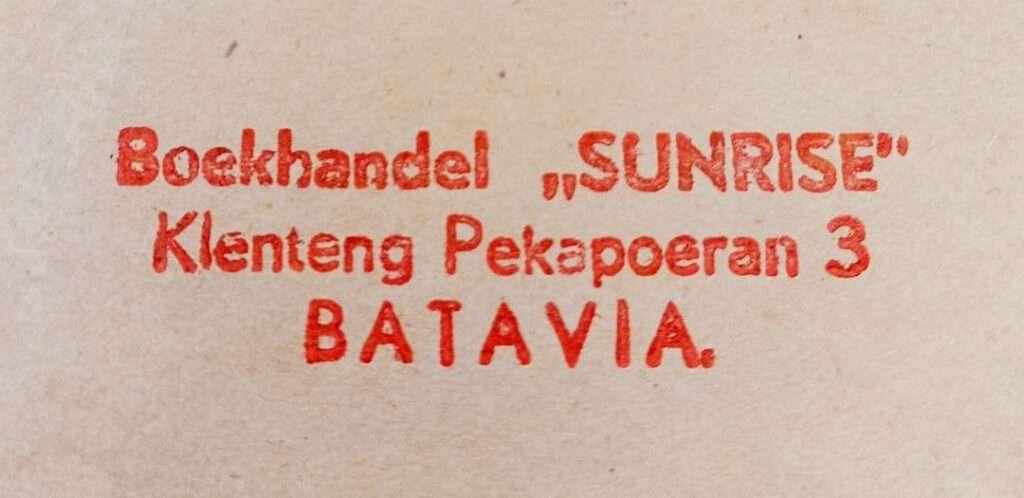 Boekhandel „SUNRISE”
Klenteng Pekapoeran 3
BATAVIA.